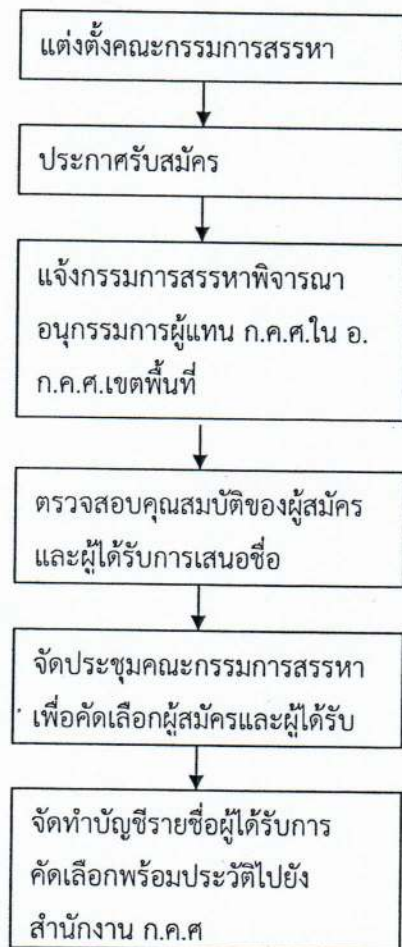 แต่งตั้งคณะกรรมการสรรหา
ประกาศรับสมัคร
แจ้งกรรมการสรรหาพิจารณา
อนุกรรมการผู้แทน ก.ค.ศ.ใน อ.
ก.ค.ศ.เขตพื้นที่
ตรวจสอบคุณสมบัติของผู้สมัคร
และผู้ได้รับการเสนอชื่อ
จัดประชุมคณะกรรมการสรรหา
เพื่อคัดเลือกผู้สมัครและผู้ได้รับ
จัดทำบัญชีรายชื่อผู้ได้รับการ
คัดเลือกพร้อมประวัติไปยัง
สำนักงาน ก.ค.ศ